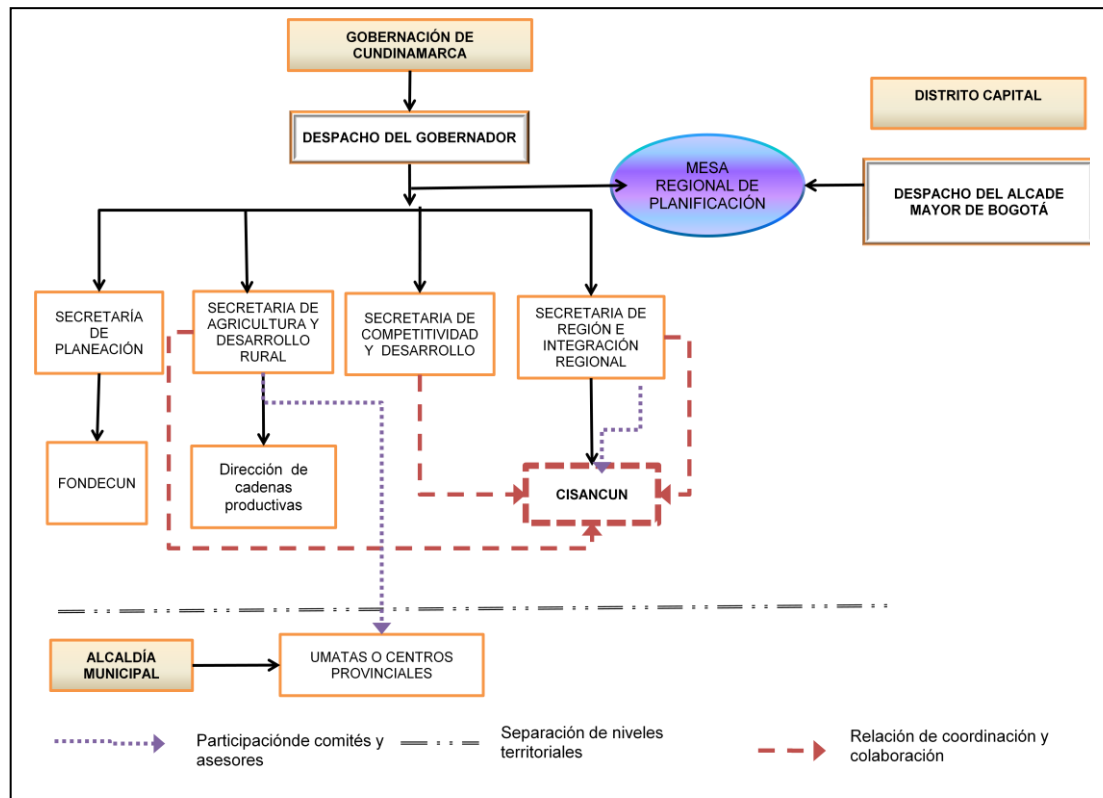 GOBERNACIÓN DE
CUNDINAMARCA
DISTRITO CAPITAL
DESPACHO DEL GOBERNADOR
MESA
REGIONAL DE
PLANIFICACIÓN
DESPACHO DEL ALCADE
MAYOR DE BOGOTÁ
SECRETARÍA
DE
PLANEACIÓN
SECRETARIA DE
AGRICULTURA Y
DESARROLLO
RURAL
SECRETARIA DE
COMPETITIVIDAD
Y DESARROLLO
SECRETARIA DE
REGIÓN E
INTEGRACIÓN
REGIONAL
FONDECUN
Dirección de
cadenas
productivas
CISANCUN
ALCALDÍA
MUNICIPAL
UMATAS O CENTROS
PROVINCIALES
Participaciónde comités y
asesores
Separación de niveles
territoriales
Relación de coordinación y
colaboración